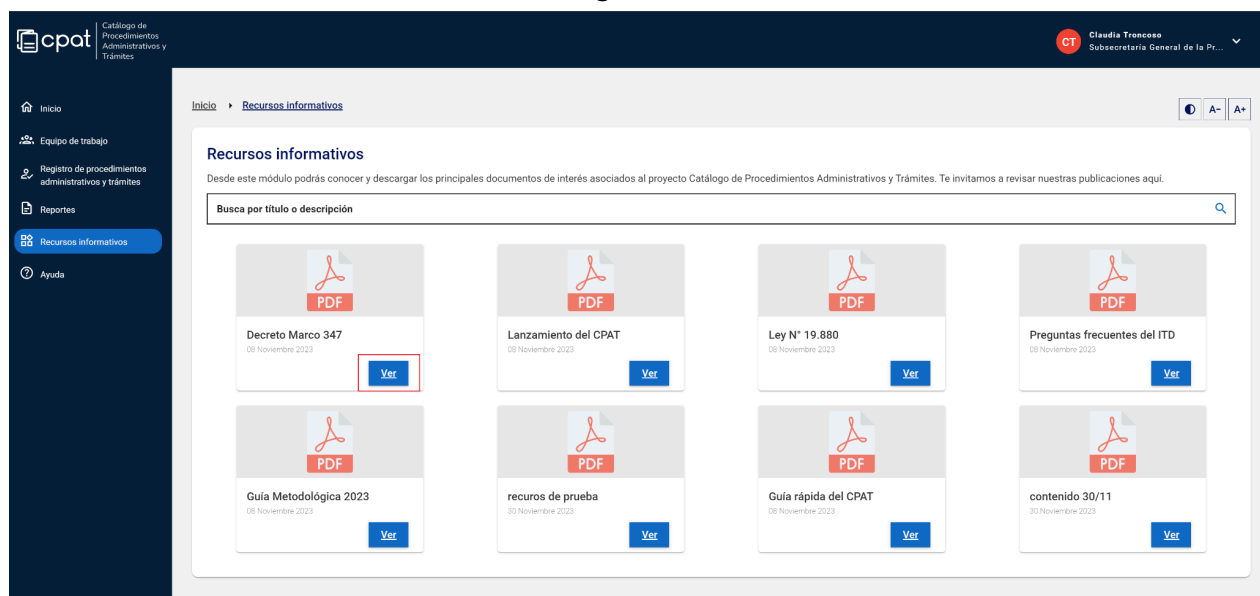 cpat
Catálogo de
Procedimientos
Administrativos y
Trámites
CT
Claudia Troncoso
Subsecretaría General de la Pr...
Inicio
Equipo de trabajo
Registro de procedimientos
administrativos y trámites
Reportes
Recursos informativos
Ayuda
Inicio
Recursos informativos
A-
A+
Recursos informativos
Desde este módulo podrás conocer y descargar los principales documentos de interés asociados al proyecto Catálogo de Procedimientos Administrativos y Trámites. Te invitamos a revisar nuestras publicaciones aquí.
Busca por título o descripción
PDF
Decreto Marco 347
08 Noviembre 2023
Ver
PDF
Lanzamiento del CPAT
08 Noviembre 2023
Ver
PDF
Ley N° 19.880
08 Noviembre 2023
Ver
PDF
Preguntas frecuentes del ITD
08 Noviembre 2023
Ver
PDF
Guía Metodológica 2023
08 Noviembre 2023
Ver
PDF
recuros de prueba
30 Noviembre 2023
Ver
PDF
Guía rápida del CPAT
08 Noviembre 2023
Ver
PDF
contenido 30/11
30 Noviembre 2023
Ver